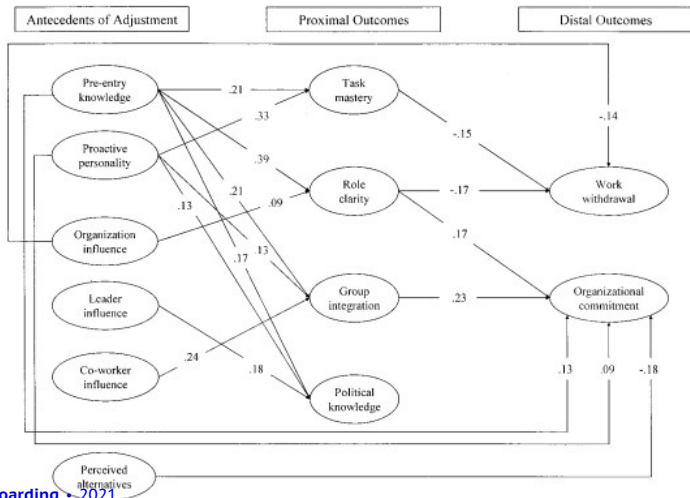 Antecedents of Adjustment
Proximal Outcomes
Distal Outcomes
Pre-entry
knowledge
Proactive
personality
Organization
influence
Leader
influence
Co-worker
influence
Perceived
alternatives
Task
mastery
Role
clarity
Group
integration
Political
knowledge
Work
withdrawal
Organizational
commitment
.21
.33
.39
.21
.09
.13
.13
.17
.24
.18
-.14
-.15
-.17
.17
.23
.13
.09
-.18
oarding • 2021